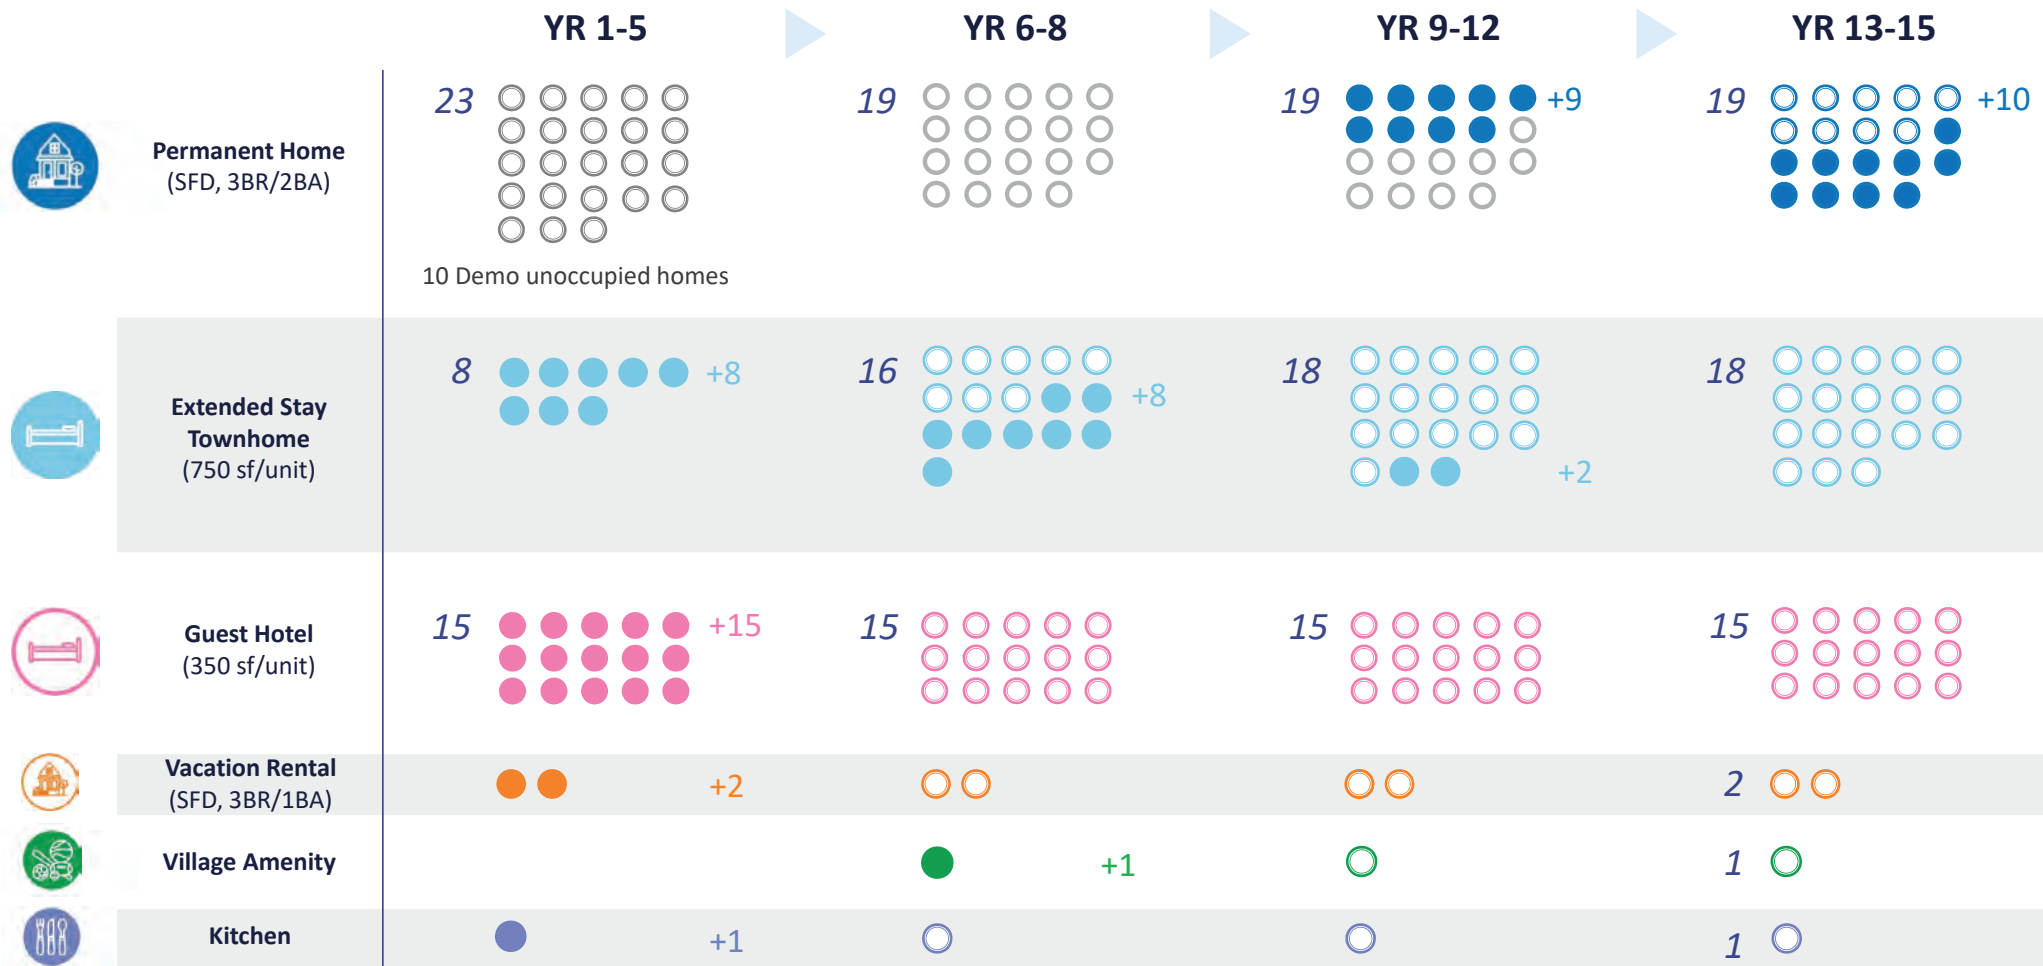 YR 1-5
YR 6-8
YR 9-12
YR 13-15
Permanent Home
(SFD, 3BR/2BA)
23
19
19
+9
19
+10
10 Demo unoccupied homes
Extended Stay
Townhome
(750 sf/unit)
8
+8
16
+8
18
+2
18
Guest Hotel
(350 sf/unit)
15
+15
15
15
15
Vacation Rental
(SFD, 3BR/1BA)
+2
2
Village Amenity
+1
1
Kitchen
+1
1